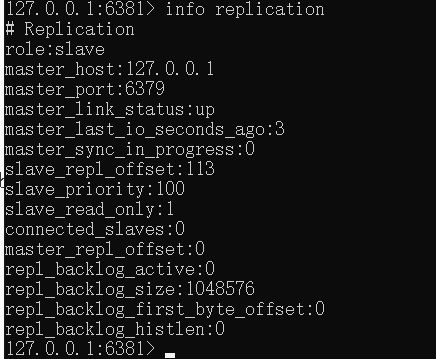 127.0.0.1:6381> info replication
# Replication
role:slave
master_host:127.0.0.1
master_port:6379
master_link_status:up
master_last_io_seconds_ago:3
master_sync_in_progress:0
slave_repl_offset:113
slave_priority:100
slave_read_only:1
connected_slaves:0
master_repl_offset:0
repl_backlog_active:0
repl_backlog_size:1048576
repl_backlog_first_byte_offset:0
repl_backlog_histlen:0
127.0.0.1:6381>